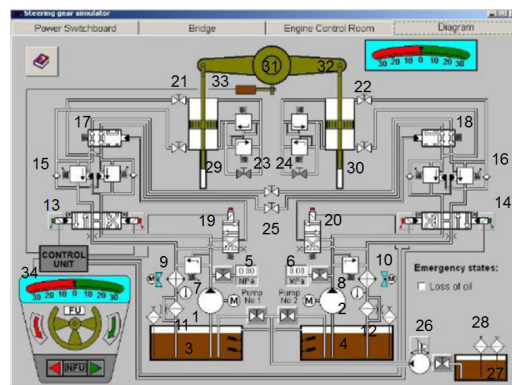 Steering gear simulator
Power Switchboard
Bridge
Engine Control Room
Diagram
31
32
33
30 20 10 0 10 20 30
21
22
17
18
29
23
24
30
15
16
13
14
19
20
25
CONTROL UNIT
34
9
5
6
10
0.00 MPa
0.00 MPa
7
8
M
M
M
M
Pump No 1
Pump No 2
1
2
11
12
3
4
Emergency states:
Loss of oil
26
28
M
27
30 20 10 0 10 20 30
FU
NFU